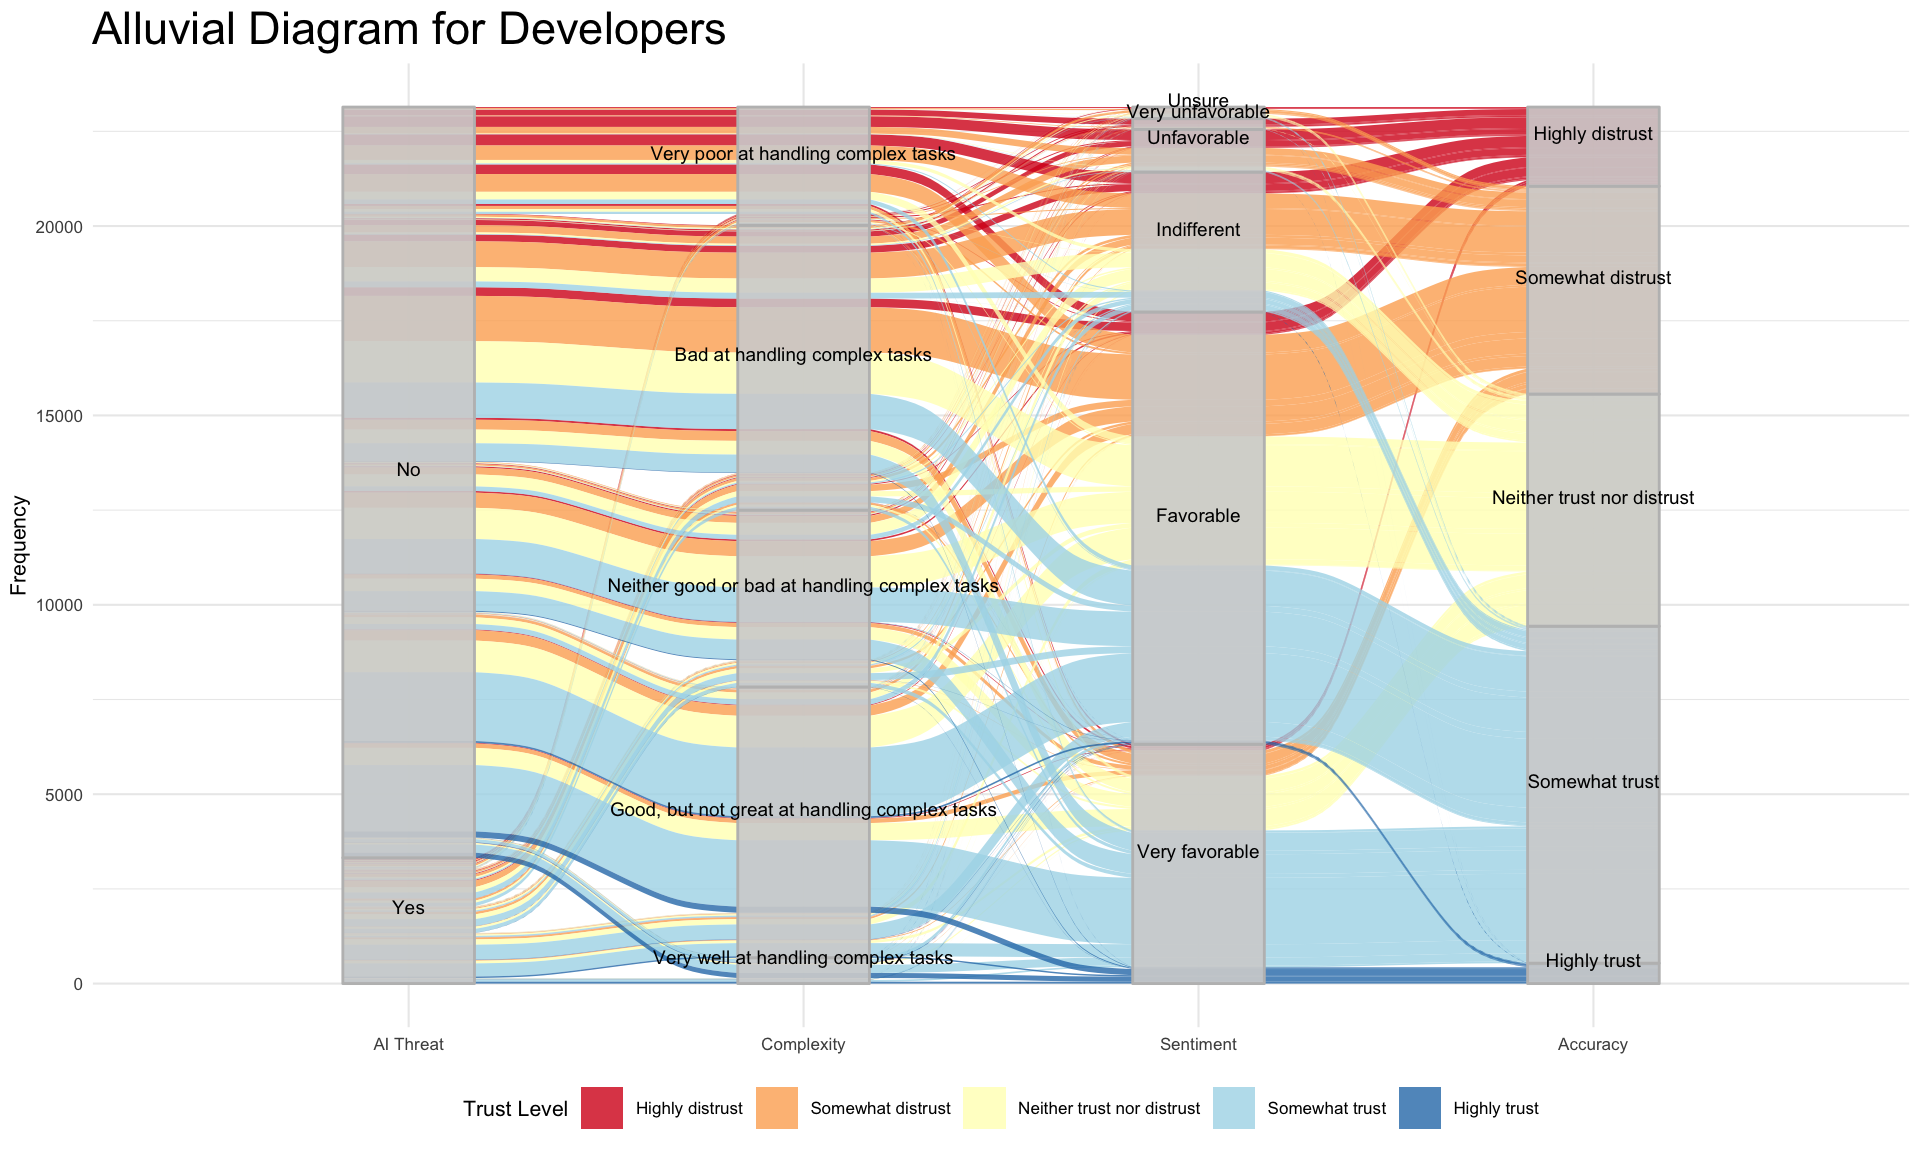 Alluvial Diagram for Developers
Frequency
20000
15000
10000
5000
0
No
Yes
Very poor at handling complex tasks
Bad at handling complex tasks
Neither good or bad at handling complex tasks
Good, but not great at handling complex tasks
Very well at handling complex tasks
Unsure
Very unfavorable
Unfavorable
Indifferent
Favorable
Very favorable
Highly distrust
Somewhat distrust
Neither trust nor distrust
Somewhat trust
Highly trust
AI Threat
Complexity
Sentiment
Accuracy
Trust Level
Highly distrust
Somewhat distrust
Neither trust nor distrust
Somewhat trust
Highly trust